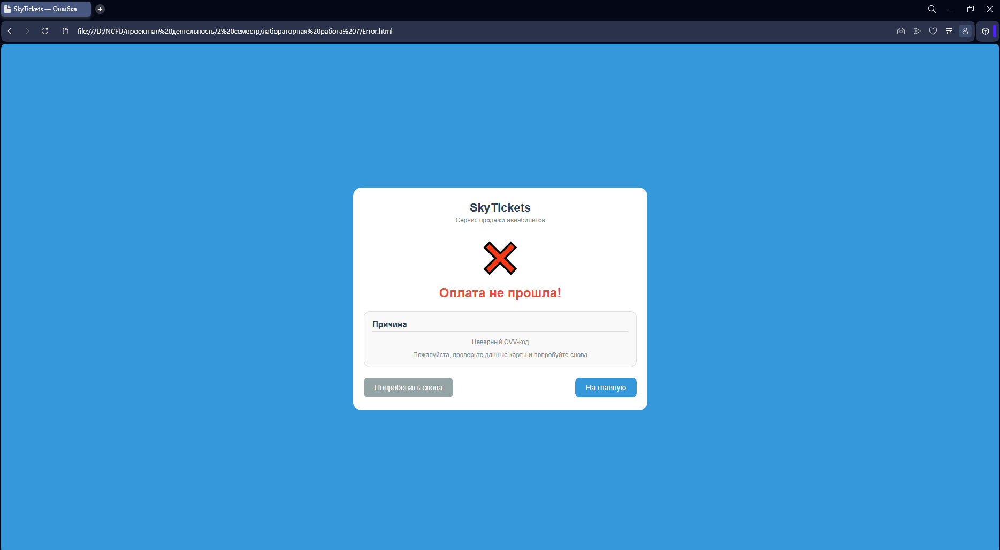 SkyTickets — Ошибка
file:///D:/NCFU/проектная%20деятельность/2%20семестр/лабораторная%20работа%207/Error.html
SkyTickets
Сервис продажи авиабилетов
Оплата не прошла!
Причина
Неверный CVV-код
Пожалуйста, проверьте данные карты и попробуйте снова
Попробовать снова
На главную